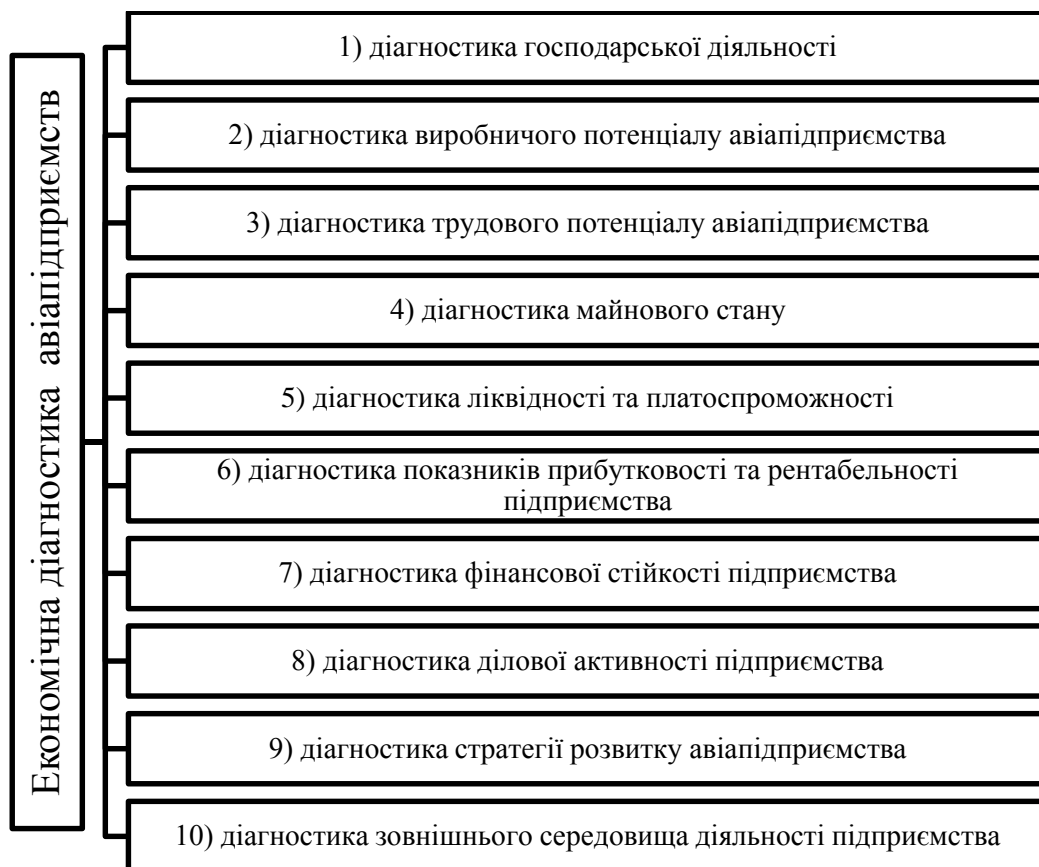 Економічна діагностика авіапідприємств
1) діагностика господарської діяльності
2) діагностика виробничого потенціалу авіапідприємства
3) діагностика трудового потенціалу авіапідприємства
4) діагностика майнового стану
5) діагностика ліквідності та платоспроможності
6) діагностика показників прибутковості та рентабельності
підприємства
7) діагностика фінансової стійкості підприємства
8) діагностика ділової активності підприємства
9) діагностика стратегії розвитку авіапідприємства
10) діагностика зовнішнього середовища діяльності підприємства